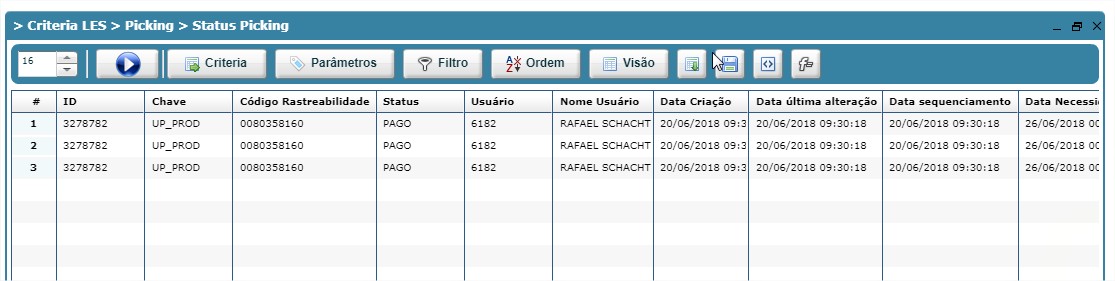 > Criteria LES > Picking > Status Picking
16 Criteria Parâmetros Filtro Ordem Visão
# ID Chave Código Rastreabilidade Status Usuário Nome Usuário Data Criação Data última alteração Data sequenciamento Data Necessi
1 3278782 UP_PROD 0080358160 PAGO 6182 RAFAEL SCHACHT 20/06/2018 09:3 20/06/2018 09:30:18 20/06/2018 09:30:18 26/06/2018 00
2 3278782 UP_PROD 0080358160 PAGO 6182 RAFAEL SCHACHT 20/06/2018 09:3 20/06/2018 09:30:18 20/06/2018 09:30:18 26/06/2018 00
3 3278782 UP_PROD 0080358160 PAGO 6182 RAFAEL SCHACHT 20/06/2018 09:3 20/06/2018 09:30:18 20/06/2018 09:30:18 26/06/2018 00